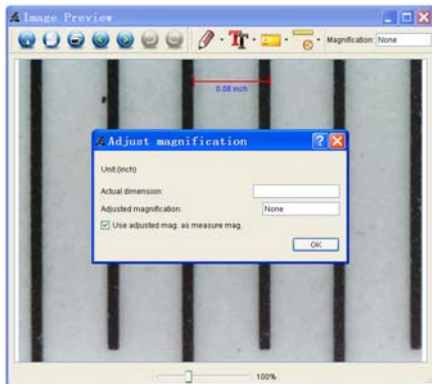 Image Preview
Magnification: None
0.08 inch
Adjust magnification
Unit:(inch)
Actual dimension:
Adjusted magnification: None
Use adjusted mag. as measure mag.
OK
100%